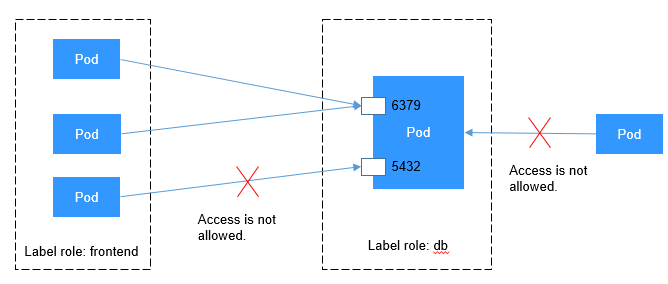 Pod
6379
Pod
Pod
Pod
5432
Pod
Access is not
allowed.
Pod
Access is not
allowed.
Label role: frontend
Label role: db